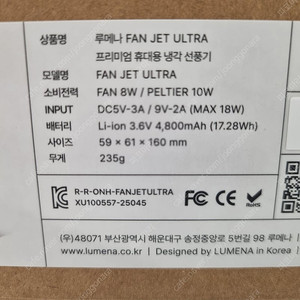 상품명 루메나 FAN JET ULTRA
프리미엄 휴대용 냉각 선풍기
모델명 FAN JET ULTRA
소비전력 FAN 8W / PELTIER 10W
INPUT DC5V-3A / 9V-2A (MAX 18W)
배터리 Li-ion 3.6V 4,800mAh (17.28Wh)
사이즈 59 × 61 × 160 mm
무게 235g
R-R-ONH-FANJETULTRA
XU100557-25045
CE FC
(우)48071 부산광역시 해운대구 송정중앙로 5번길 98 루메나
www.lumena.co.kr | Designed by LUMENA in Korea